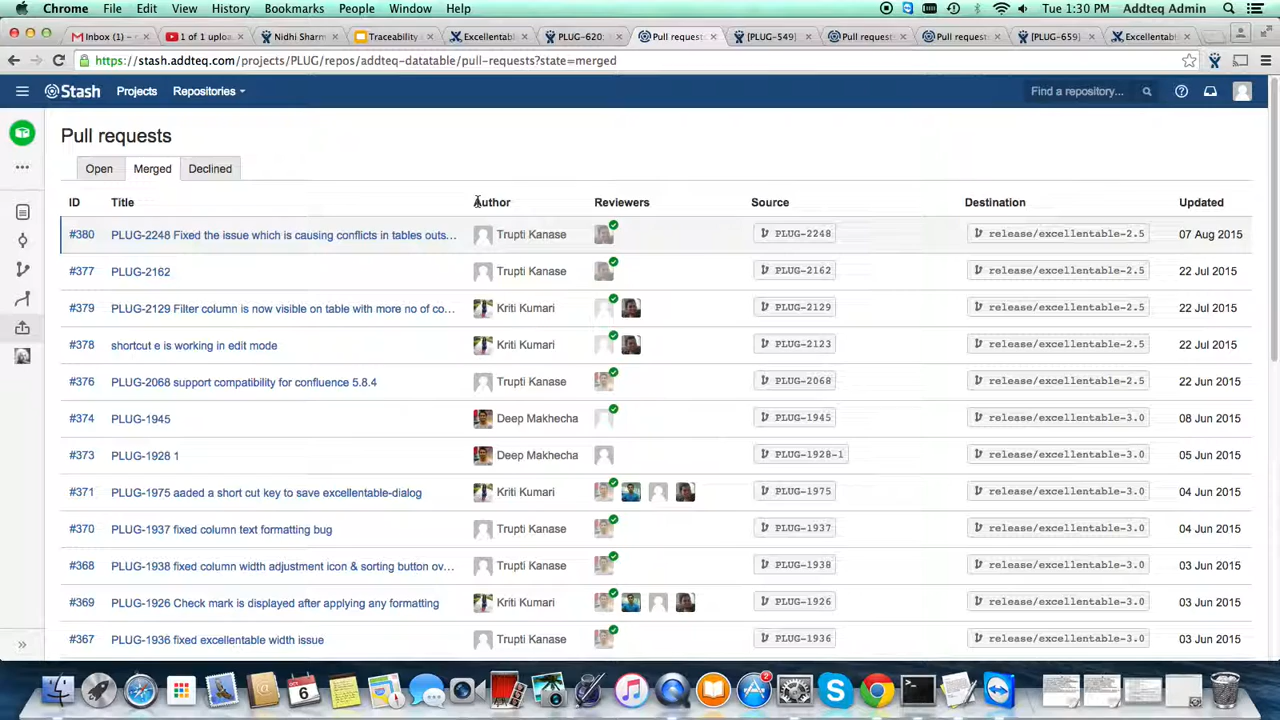 Chrome File Edit View History Bookmarks People Window Help Tue 1:30 PM Addteq Admin
Inbox (1) – 1 of 1 uploa Nidhi Sharm Traceability Excellentabl PLUG-620: Pull request [PLUG-549] Pull request Pull request [PLUG-659] Excellentabl
https://stash.addteq.com/projects/PLUG/repos/addteq-datatable/pull-requests?state=merged
Stash Projects Repositories Find a repository...
Pull requests
Open Merged Declined
ID Title Author Reviewers Source Destination Updated
#380 PLUG-2248 Fixed the issue which is causing conflicts in tables outs... Trupti Kanase PLUG-2248 release/excellentable-2.5 07 Aug 2015
#377 PLUG-2162 Trupti Kanase PLUG-2162 release/excellentable-2.5 22 Jul 2015
#379 PLUG-2129 Filter column is now visible on table with more no of co... Kriti Kumari PLUG-2129 release/excellentable-2.5 22 Jul 2015
#378 shortcut e is working in edit mode Kriti Kumari PLUG-2123 release/excellentable-2.5 22 Jul 2015
#376 PLUG-2068 support compatibility for confluence 5.8.4 Trupti Kanase PLUG-2068 release/excellentable-2.5 22 Jun 2015
#374 PLUG-1945 Deep Makhecha PLUG-1945 release/excellentable-3.0 08 Jun 2015
#373 PLUG-1928 1 Deep Makhecha PLUG-1928-1 release/excellentable-3.0 05 Jun 2015
#371 PLUG-1975 aaded a short cut key to save excellentable-dialog Kriti Kumari PLUG-1975 release/excellentable-3.0 04 Jun 2015
#370 PLUG-1937 fixed column text formatting bug Trupti Kanase PLUG-1937 release/excellentable-3.0 04 Jun 2015
#368 PLUG-1938 fixed column width adjustment icon & sorting button ov... Trupti Kanase PLUG-1938 release/excellentable-3.0 03 Jun 2015
#369 PLUG-1926 Check mark is displayed after applying any formatting Kriti Kumari PLUG-1926 release/excellentable-3.0 03 Jun 2015
#367 PLUG-1936 fixed excellentable width issue Trupti Kanase PLUG-1936 release/excellentable-3.0 03 Jun 2015
6
2